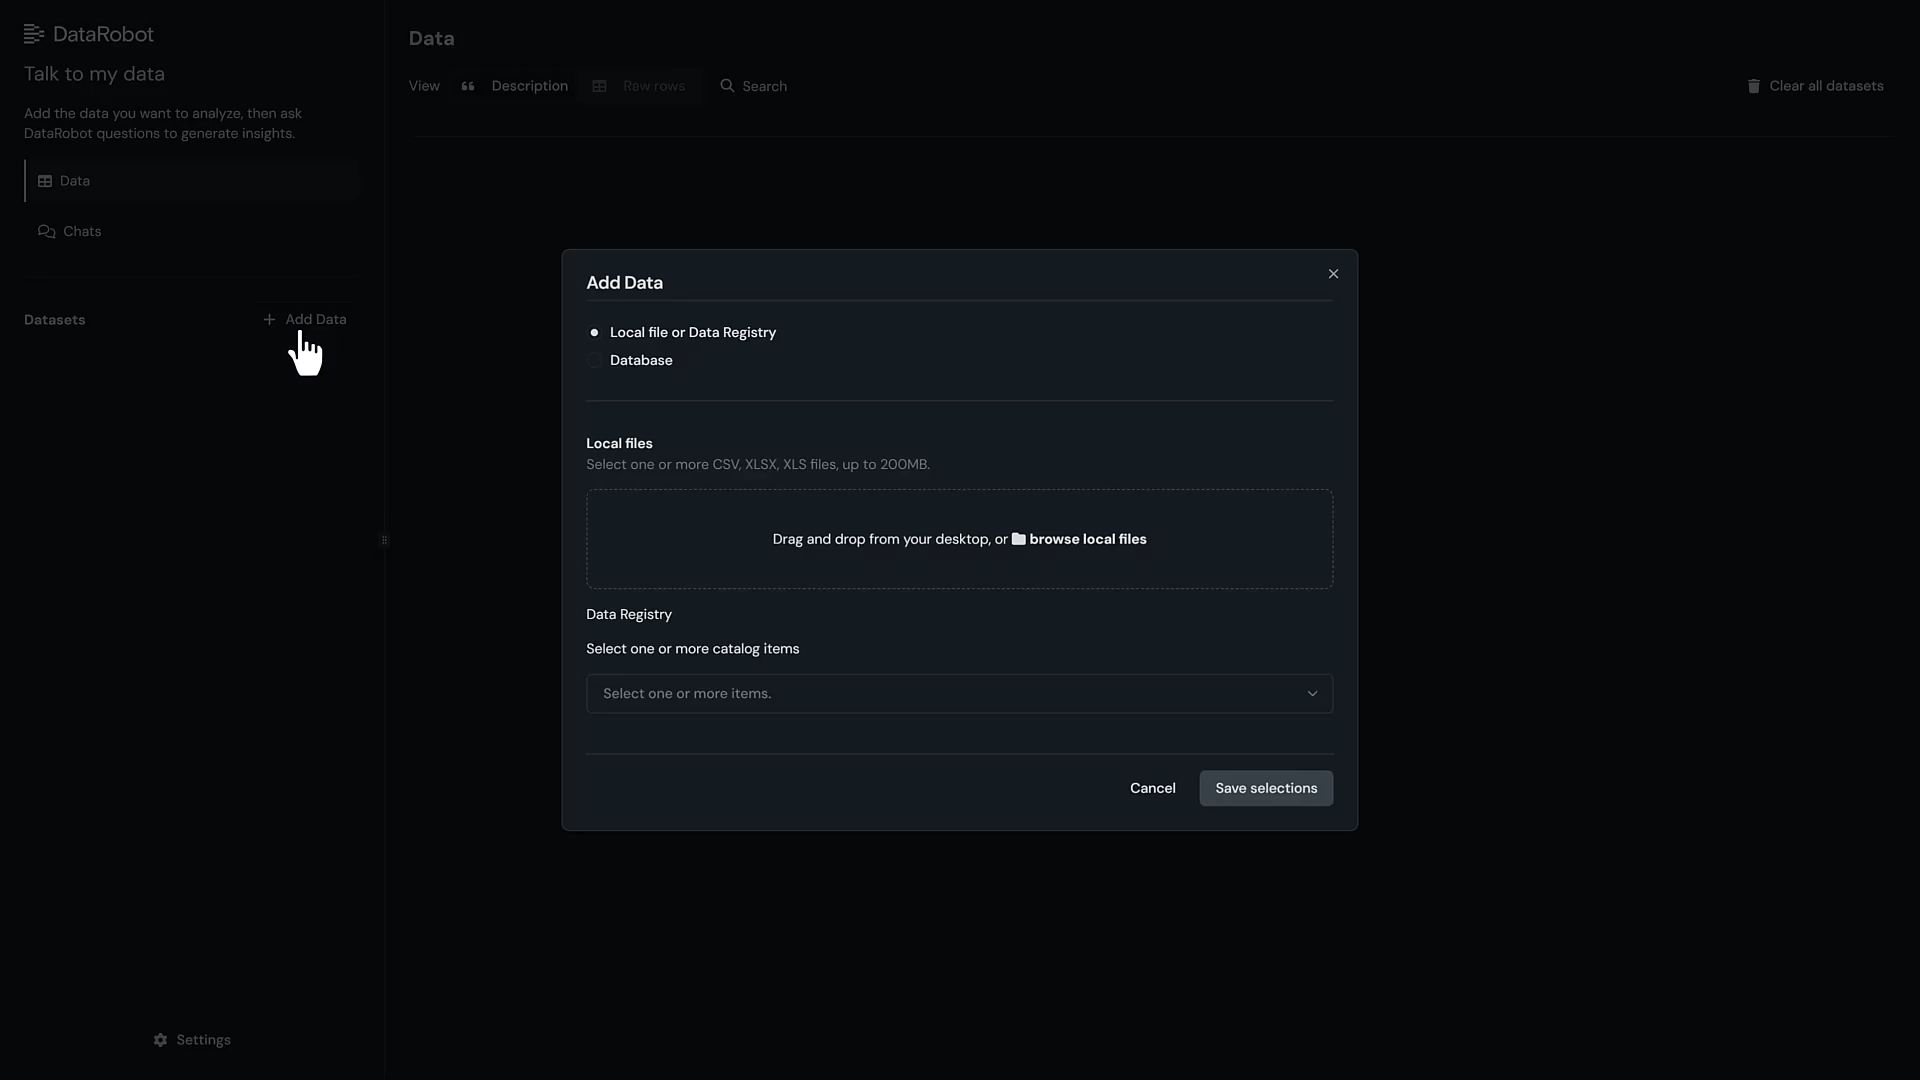 DataRobot
Talk to my data
Add the data you want to analyze, then ask
DataRobot questions to generate insights.
Data
Chats
Datasets
Add Data
Settings
Data
View
Description
Raw rows
Search
Clear all datasets
Add Data
Local file or Data Registry
Database
Local files
Select one or more CSV, XLSX, XLS files, up to 200MB.
Drag and drop from your desktop, or browse local files
Data Registry
Select one or more catalog items
Select one or more items.
Cancel
Save selections